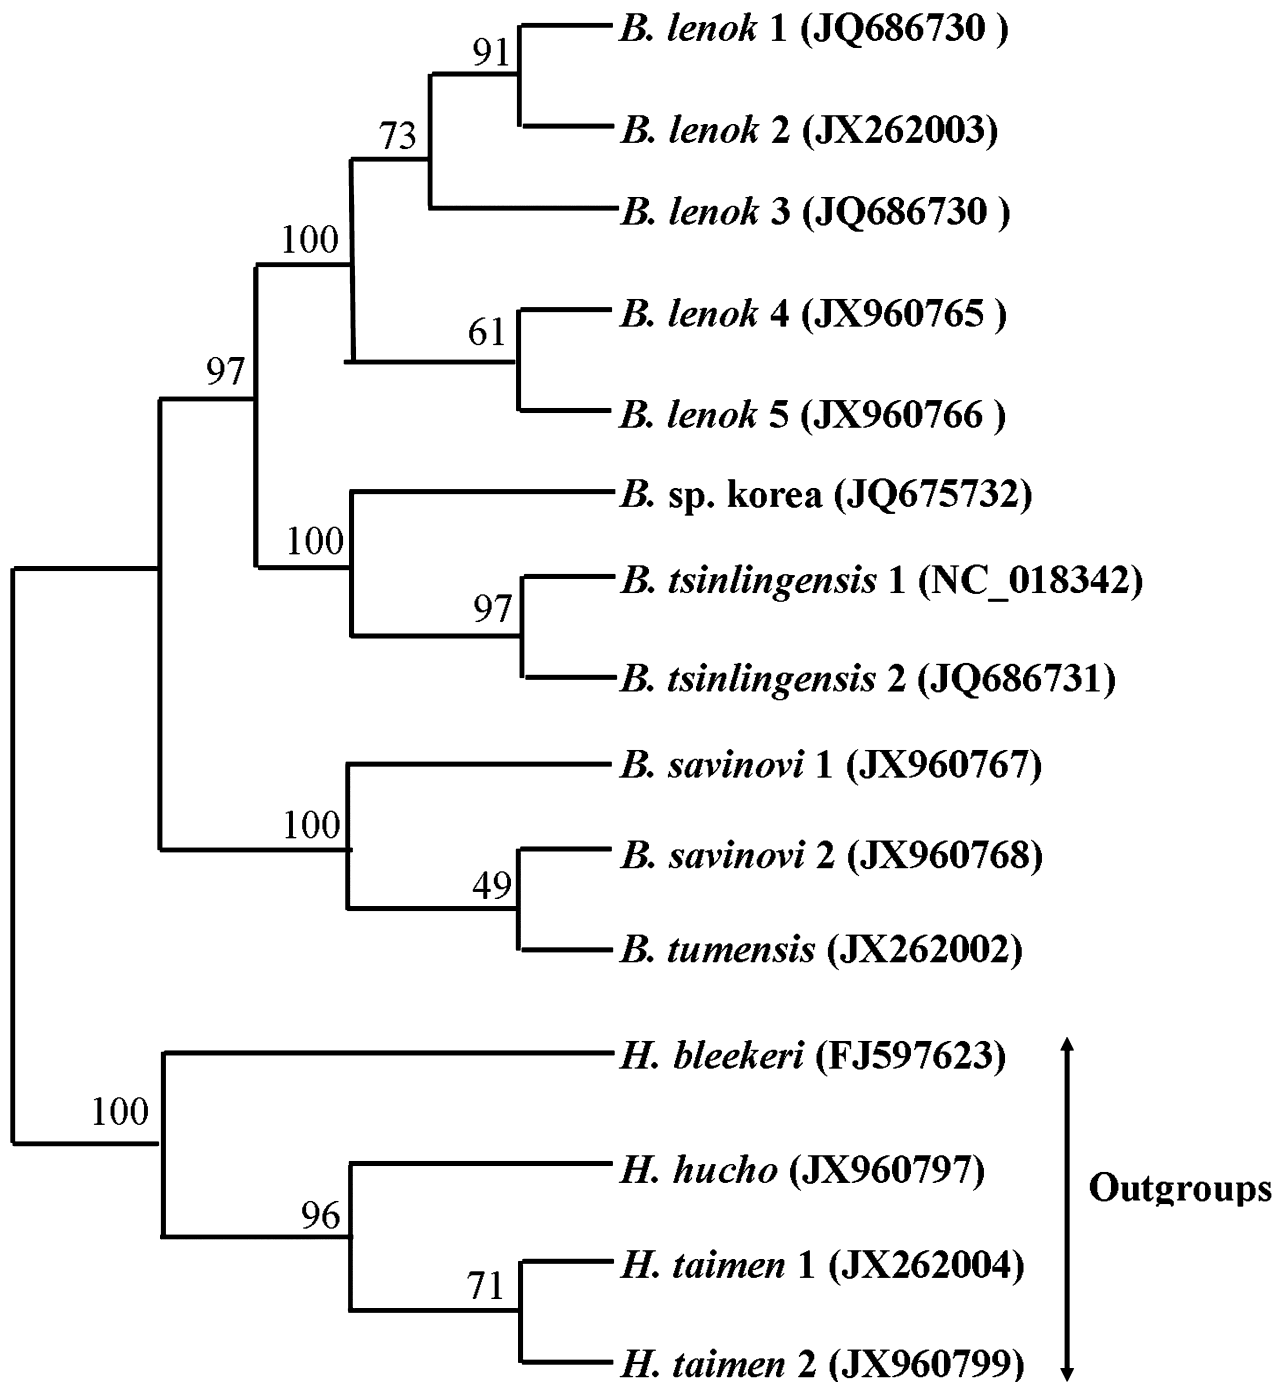 B. lenok 1 (JQ686730 )
91
B. lenok 2 (JX262003)
73
B. lenok 3 (JQ686730 )
100
B. lenok 4 (JX960765 )
61
97
B. lenok 5 (JX960766 )
B. sp. korea (JQ675732)
100
B. tsinlingensis 1 (NC_018342)
97
B. tsinlingensis 2 (JQ686731)
B. savinovi 1 (JX960767)
100
B. savinovi 2 (JX960768)
49
B. tumensis (JX262002)
H. bleekeri (FJ597623)
100
H. hucho (JX960797)
Outgroups
96
H. taimen 1 (JX262004)
71
H. taimen 2 (JX960799)